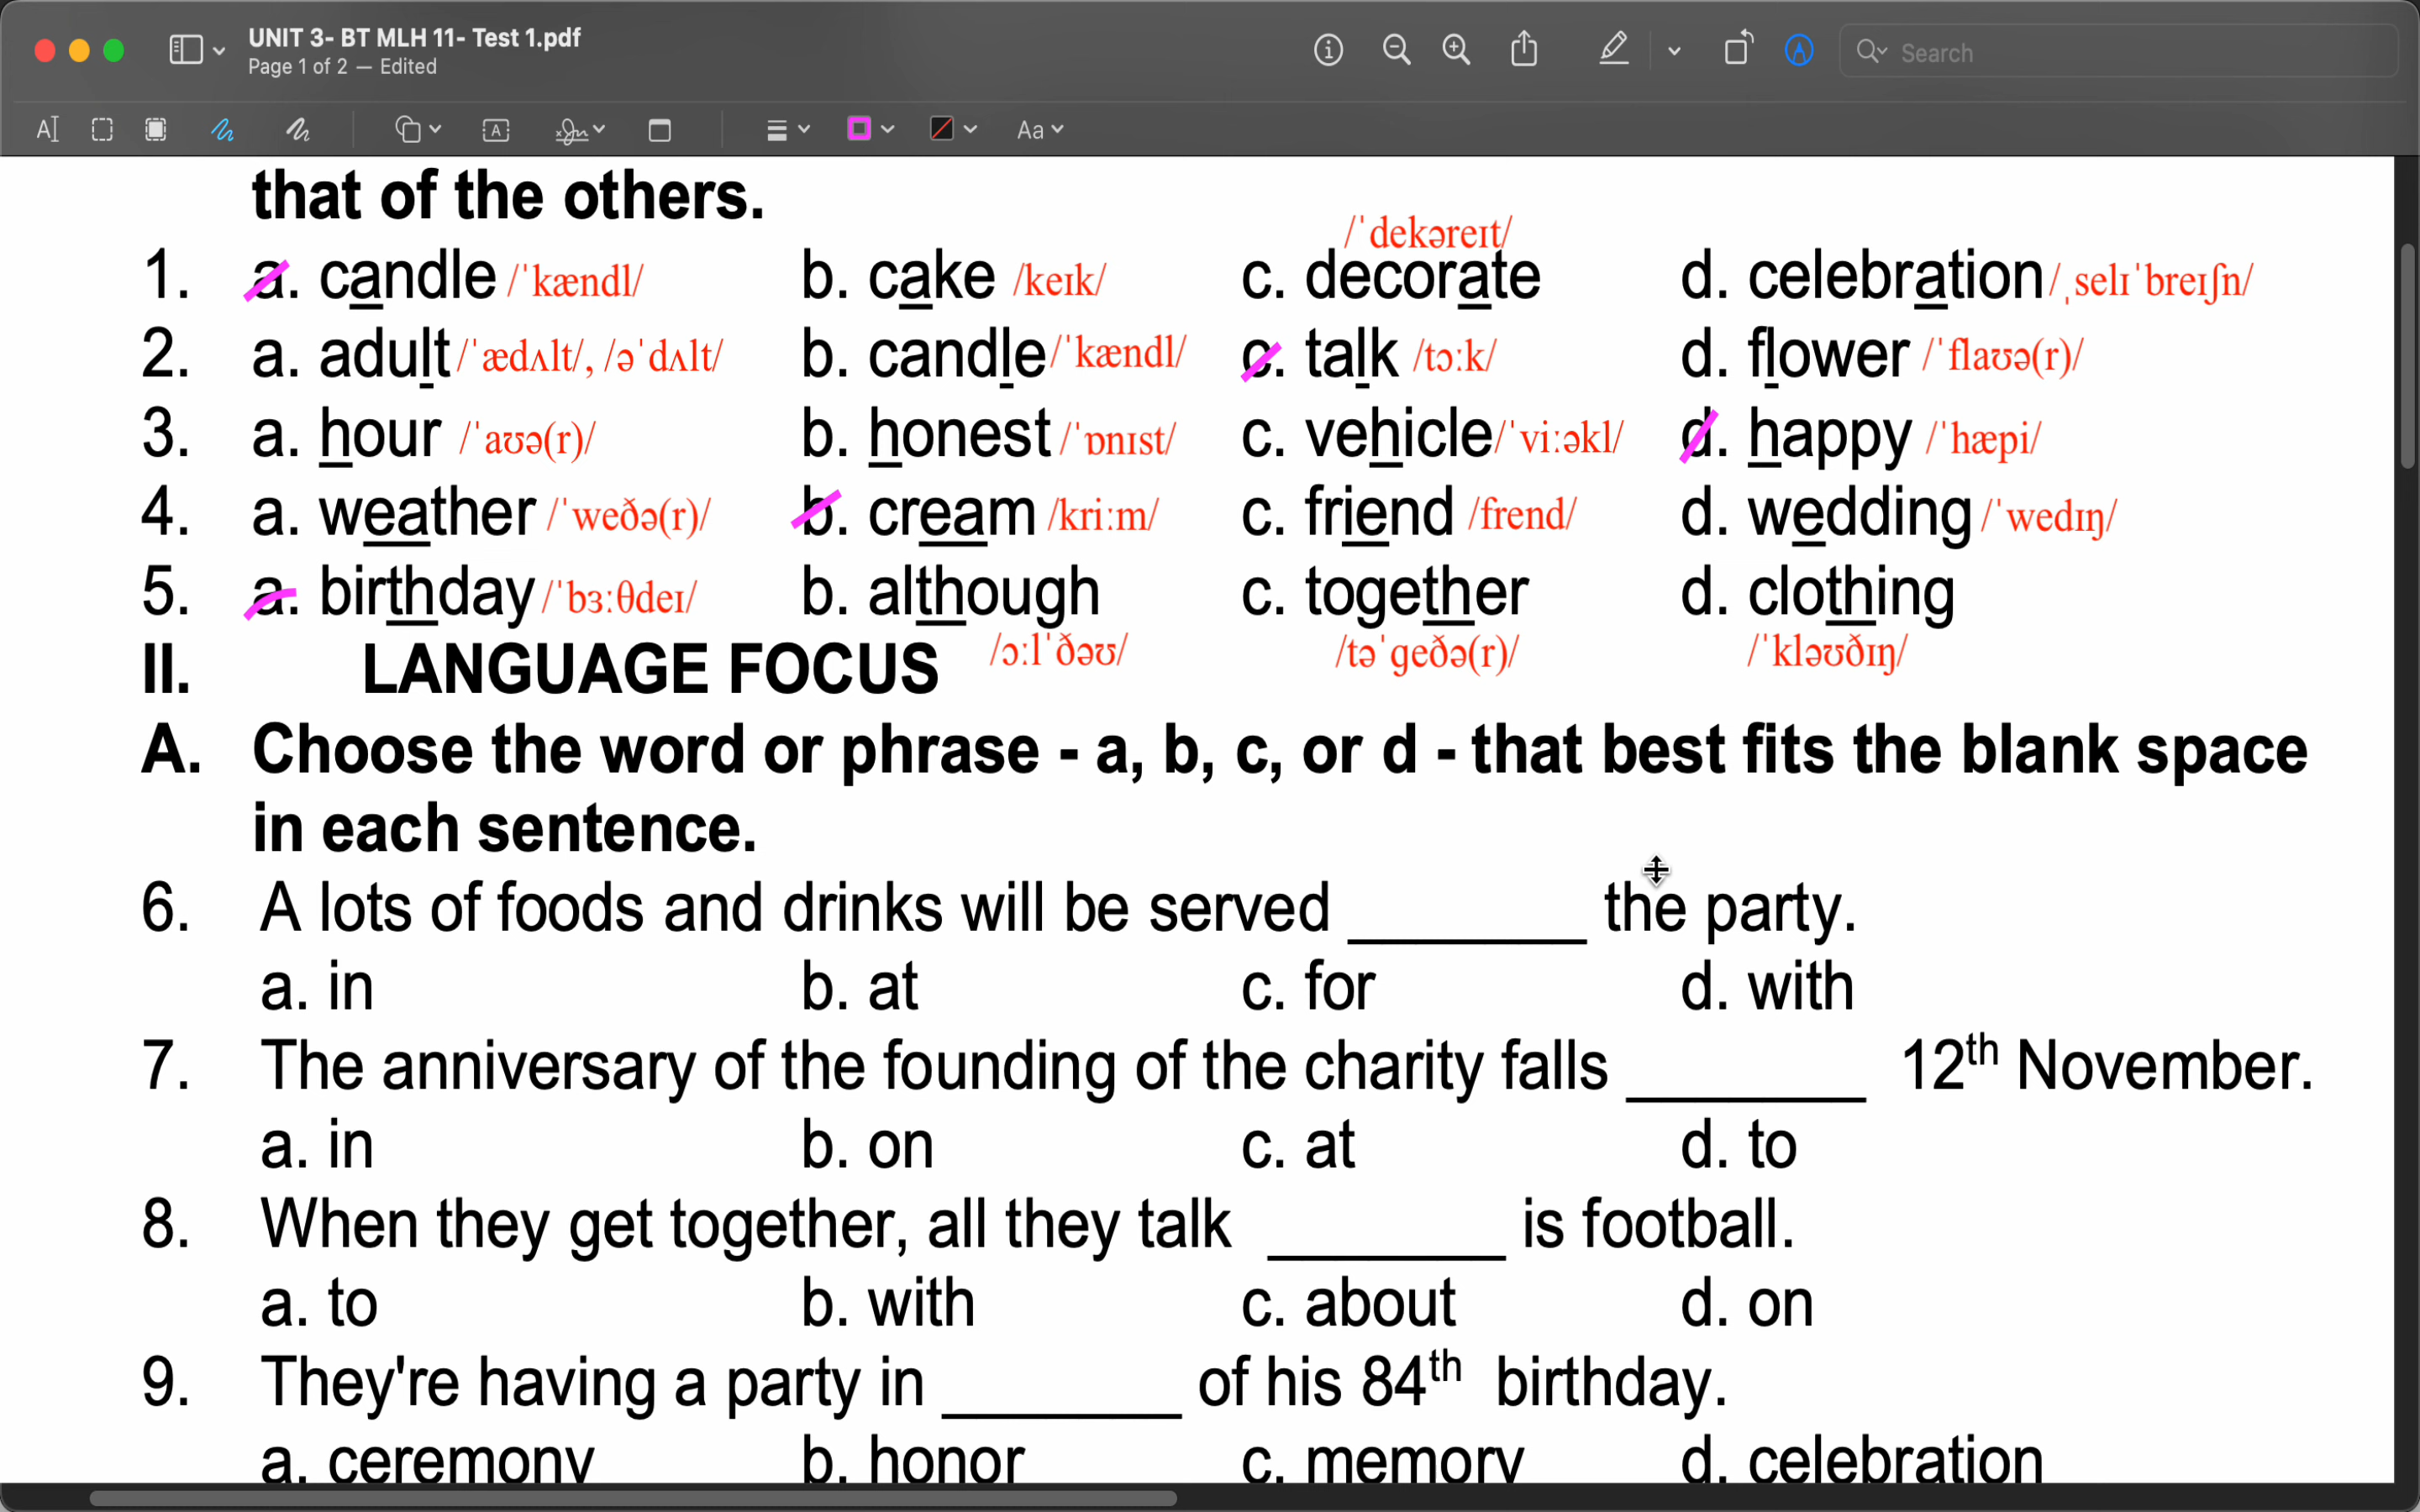 UNIT 3- BT MLH 11- Test 1.pdf
Page 1 of 2 — Edited
Search
Aa
that of the others.
/ˈdekəreɪt/
1. a. candle /ˈkændl/ b. cake /keɪk/ c. decorate d. celebration /ˌselɪˈbreɪʃn/
2. a. adult /ˈædʌlt/, /əˈdʌlt/ b. candle /ˈkændl/ c. talk /tɔːk/ d. flower /ˈflaʊə(r)/
3. a. hour /ˈaʊə(r)/ b. honest /ˈɒnɪst/ c. vehicle /ˈviːəkl/ d. happy /ˈhæpi/
4. a. weather /ˈweðə(r)/ b. cream /kriːm/ c. friend /frend/ d. wedding /ˈwedɪŋ/
5. a. birthday /ˈbɜːθdeɪ/ b. although c. together d. clothing
/ɔːlˈðəʊ/ /təˈɡeðə(r)/ /ˈkləʊðɪŋ/
II. LANGUAGE FOCUS
A. Choose the word or phrase - a, b, c, or d - that best fits the blank space
in each sentence.
6. A lots of foods and drinks will be served ________ the party.
a. in b. at c. for d. with
7. The anniversary of the founding of the charity falls ________ 12th November.
a. in b. on c. at d. to
8. When they get together, all they talk ________ is football.
a. to b. with c. about d. on
9. They're having a party in ________ of his 84th birthday.
a. ceremony b. honor c. memory d. celebration